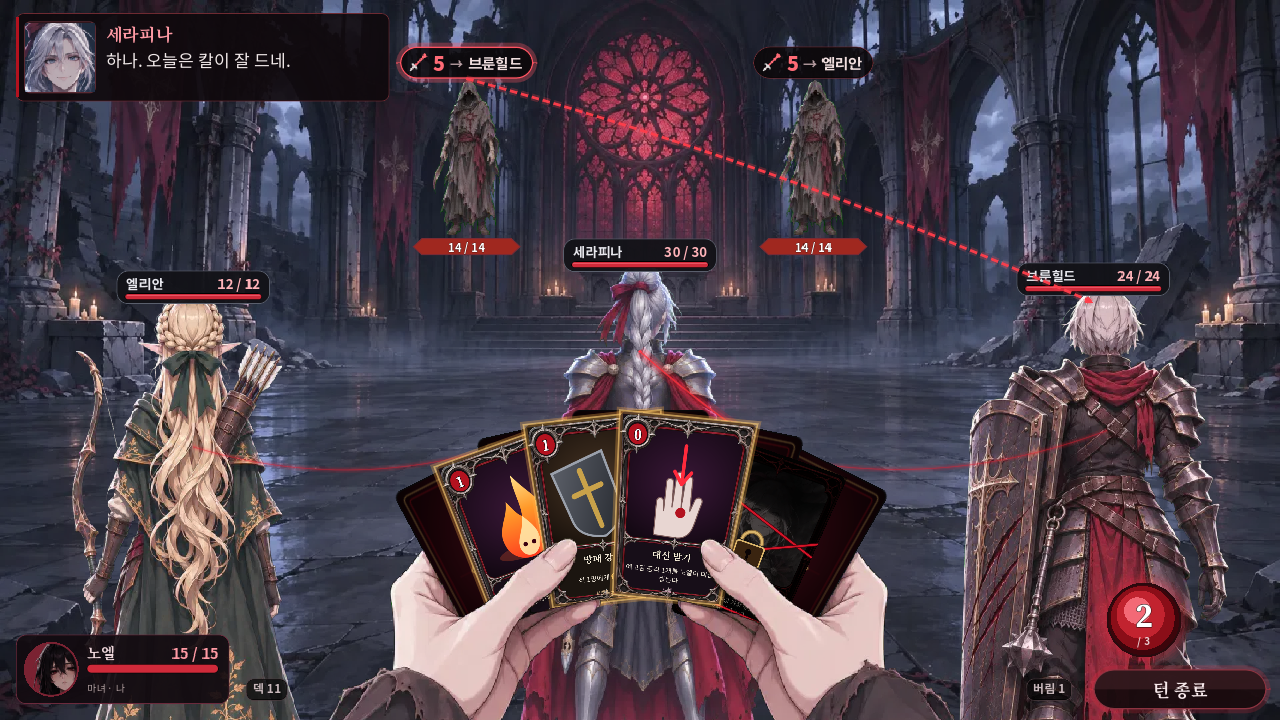 세라피나
하나. 오늘은 칼이 잘 드네.
5 → 브룬힐드
5 → 엘리안
14 / 14
14 / 14
세라피나 30 / 30
엘리안 12 / 12
브룬힐드 24 / 24
1
1
0
방패 강
대신 받기
2
/ 3
노엘 15 / 15
마녀 · 나
덱 11
버림 1
턴 종료